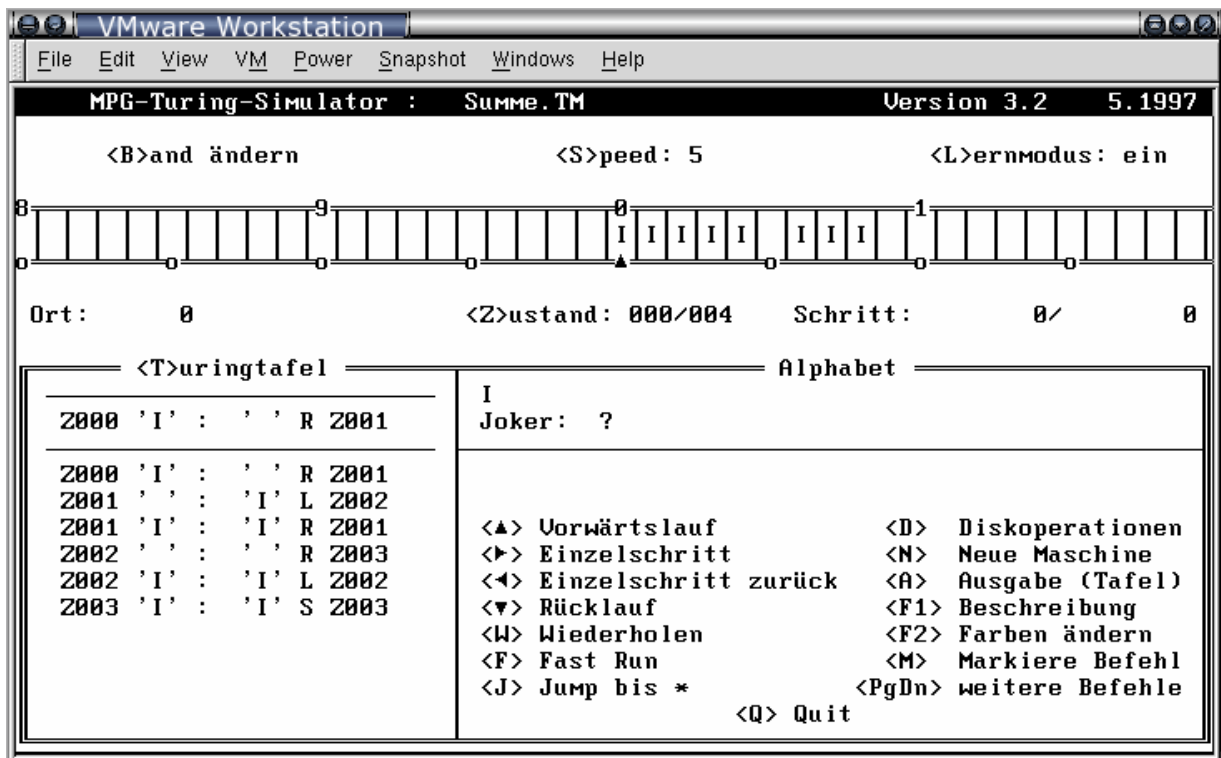 VMware Workstation
File Edit View VM Power Snapshot Windows Help
MPG-Turing-Simulator : Summe.TM Version 3.2 5.1997
<B>and ändern <S>peed: 5 <L>ernmodus: ein
8 9 0 1
I I I I I I I I
o o o o o o o
Ort: 0 <Z>ustand: 000/004 Schritt: 0/ 0
<T>uringtafel
Z000 'I' : ' ' R Z001
Z000 'I' : ' ' R Z001
Z001 ' ' : 'I' L Z002
Z001 'I' : 'I' R Z001
Z002 ' ' : ' ' R Z003
Z002 'I' : 'I' L Z002
Z003 'I' : 'I' S Z003
Alphabet
I
Joker: ?
<▲> Vorwärtslauf <D> Diskoperationen
<►> Einzelschritt <N> Neue Maschine
<◄> Einzelschritt zurück <A> Ausgabe (Tafel)
<▼> Rücklauf <F1> Beschreibung
<W> Wiederholen <F2> Farben ändern
<F> Fast Run <M> Markiere Befehl
<J> Jump bis * <PgDn> weitere Befehle
<Q> Quit